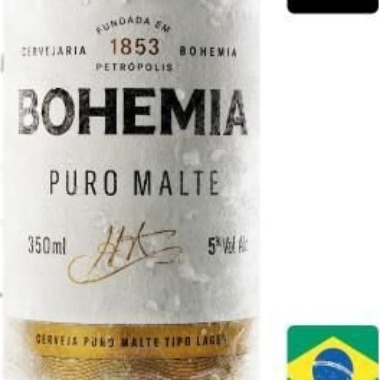 FUNDADA EM
CERVEJARIA 1853 BOHEMIA
PETRÓPOLIS
BOHEMIA
PURO MALTE
350ml 5% Vol. Alc
CERVEJA PURO MALTE TIPO LAGER